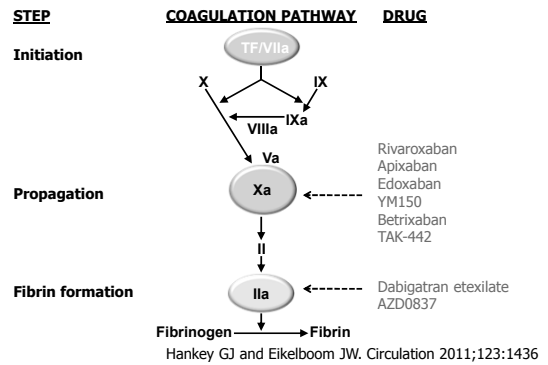 STEP COAGULATION PATHWAY DRUG
Initiation
TF/VIIa
X IX
VIIIa IXa
Va
Propagation
Xa
Rivaroxaban
Apixaban
Edoxaban
YM150
Betrixaban
TAK-442
II
Fibrin formation
IIa
Dabigatran etexilate
AZD0837
Fibrinogen Fibrin
Hankey GJ and Eikelboom JW. Circulation 2011;123:1436